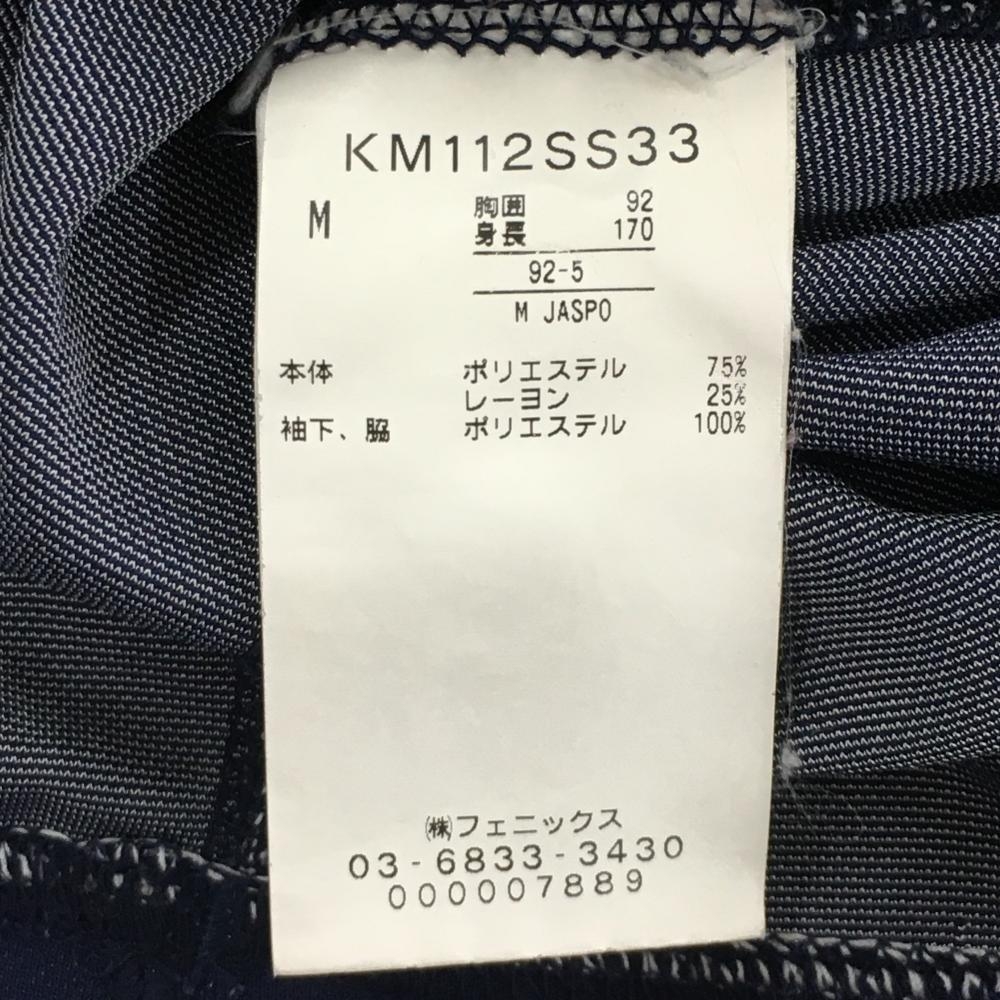 KM112SS33
M 胸囲 92
身長 170
92-5
M JASPO
本体 ポリエステル 75%
レーヨン 25%
袖下、脇 ポリエステル 100%
㈱フェニックス
03-6833-3430
000007889